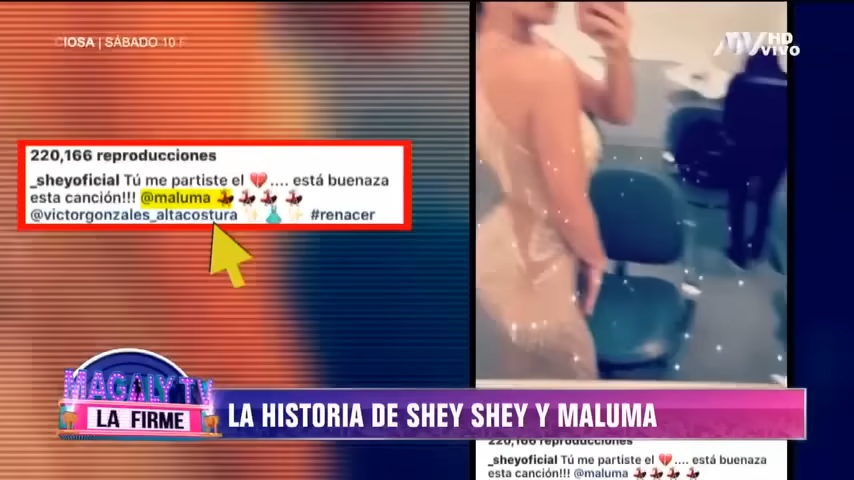 CIOSA | SÁBADO 10 P
ATV HD
VIVO
220,166 reproducciones
_sheyoficial Tú me partiste el 💔.... está buenaza
esta canción!!! @maluma 💃💃💃💃
@victorgonzales_altacostura 👗 #renacer
MAGALY TV
LA FIRME
LA HISTORIA DE SHEY SHEY Y MALUMA
220,166 reproducciones
_sheyoficial Tú me partiste el 💔.... está buenaza
esta canción!!! @maluma 💃💃💃💃